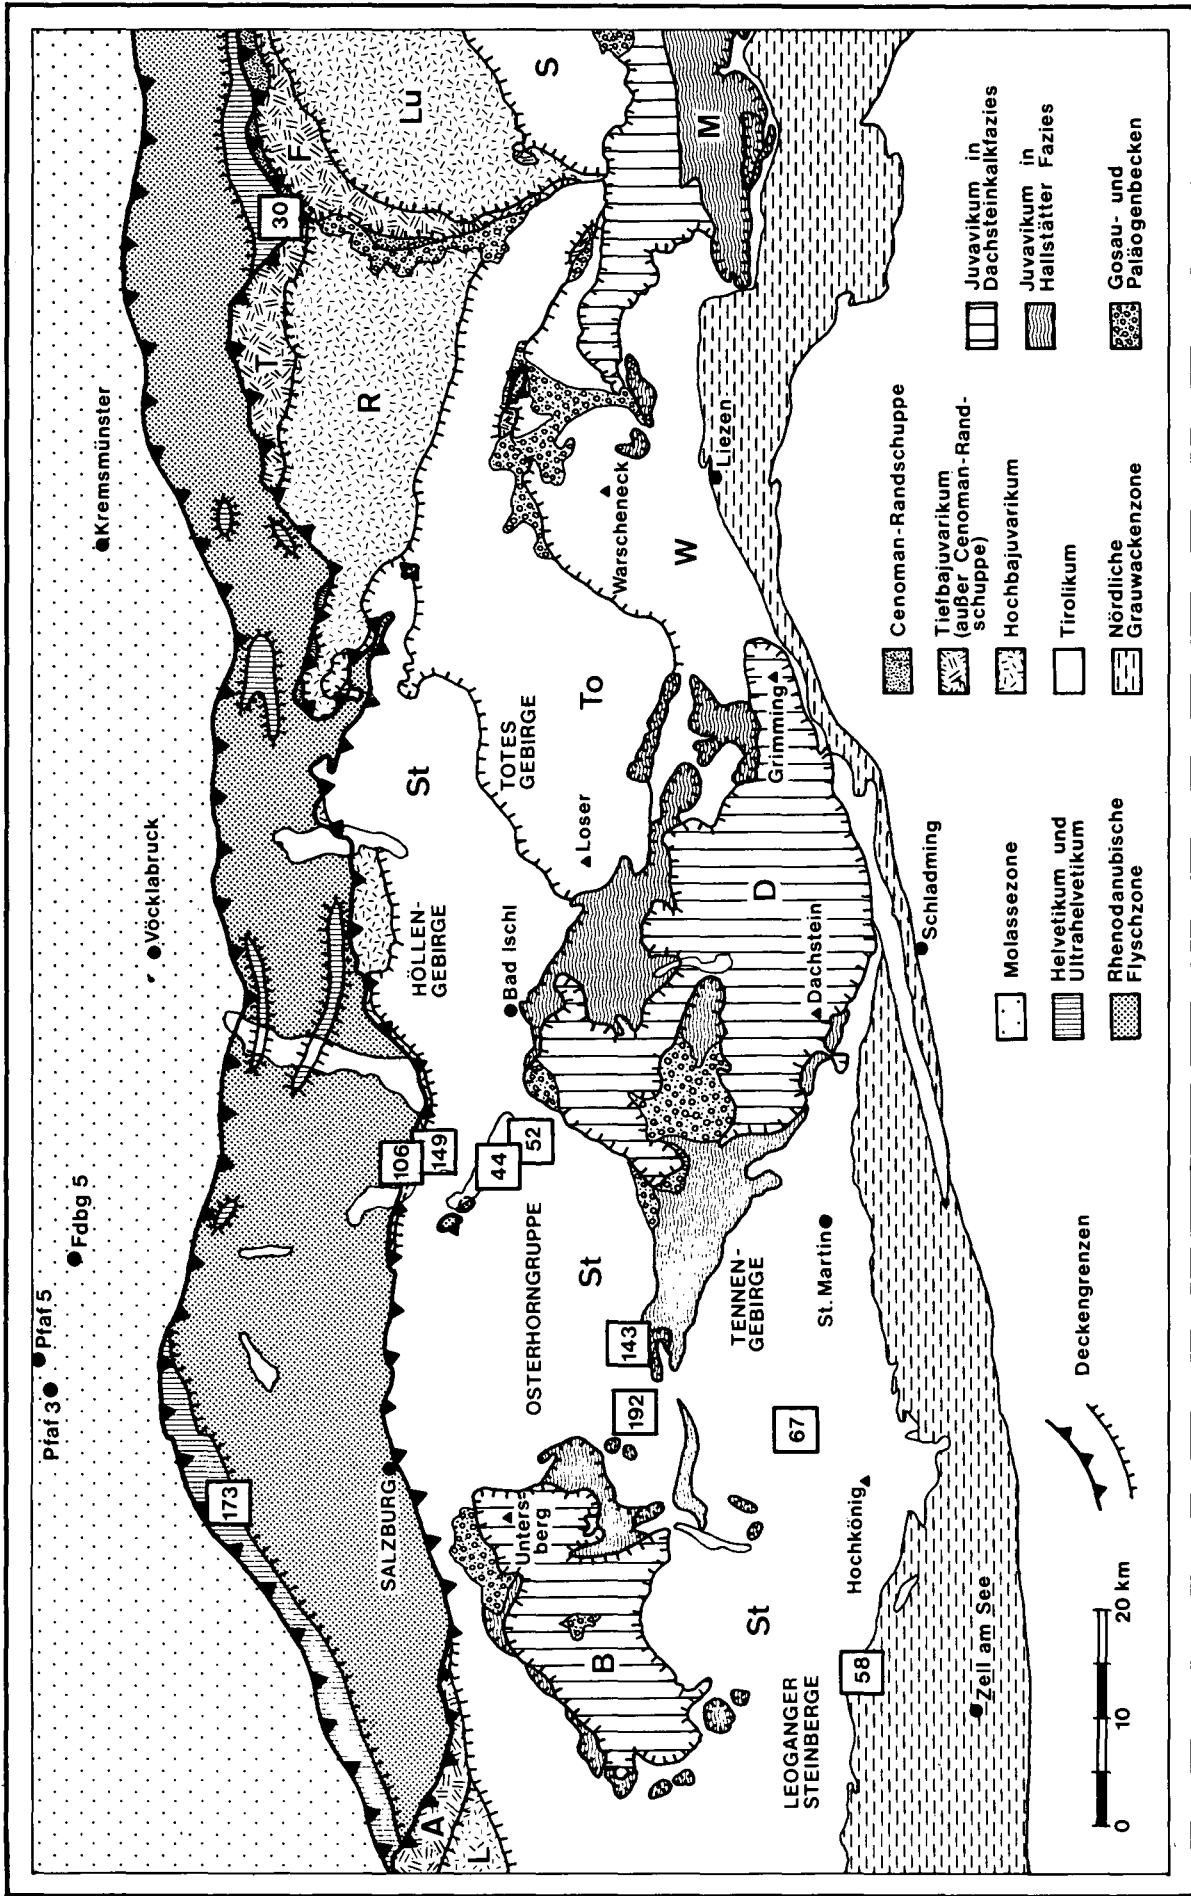 Pfaf 3
Pfaf 5
Fdbg 5
Vöcklabruck
Kremsmünster
173
SALZBURG
106
149
44
52
30
A
L
T
F
R
Lu
S
HÖLLEN-
GEBIRGE
St
Bad Ischl
TOTES
GEBIRGE
Loser
To
OSTERHORNGRUPPE
St
Unters-
berg
B
192
143
Warscheneck
W
Liezen
M
TENNEN-
GEBIRGE
St. Martin
D
Dachstein
Grimming
St
67
LEOGANGER
STEINBERGE
Hochkönig
58
Zell am See
Schladming
0
10
20 km
Deckengrenzen
Molassezone
Helvetikum und
Ultrahelvetikum
Rhenodanubische
Flyschzone
Cenoman-Randschuppe
Tiefbajuvarikum
(außer Cenoman-Rand-
schuppe)
Hochbajuvarikum
Tirolikum
Nördliche
Grauwackenzone
Juvavikum in
Dachsteinkalkfazies
Juvavikum in
Hallstätter Fazies
Gosau- und
Paläogenbecken